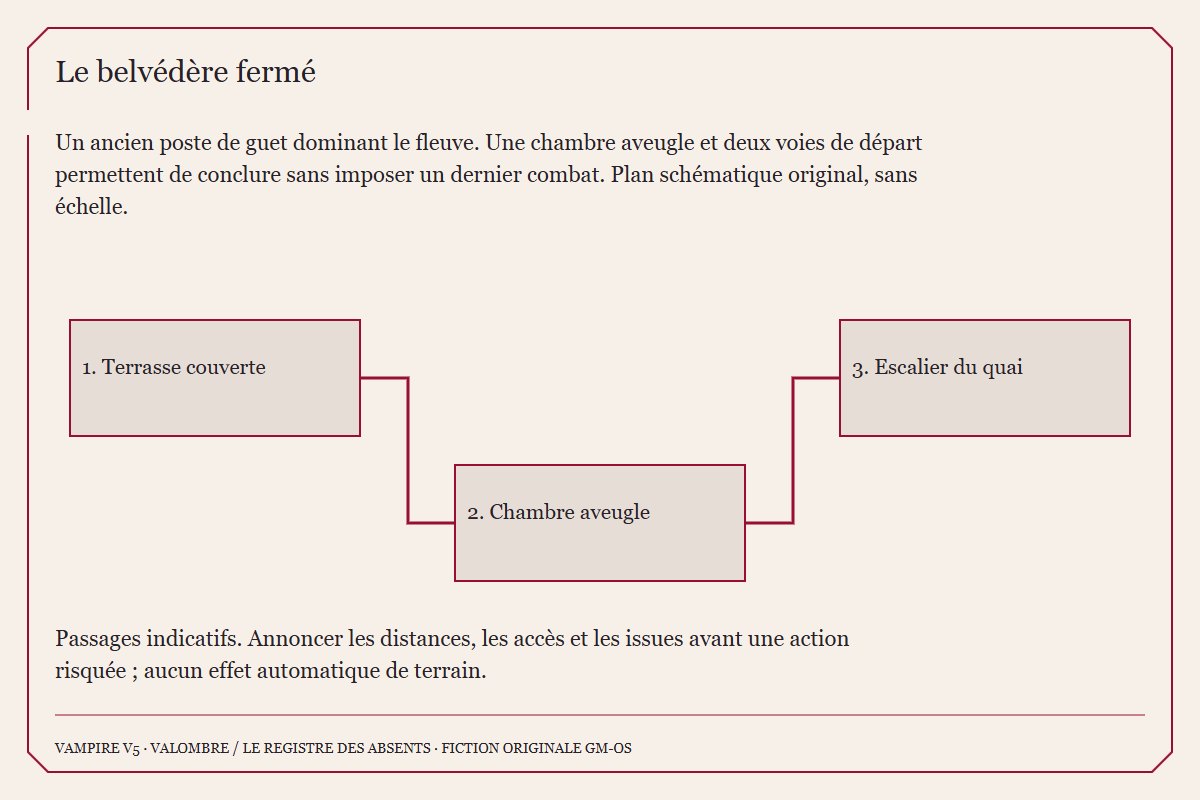 Le belvédère fermé
Un ancien poste de guet dominant le fleuve. Une chambre aveugle et deux voies de départ
permettent de conclure sans imposer un dernier combat. Plan schématique original, sans
échelle.
1. Terrasse couverte
3. Escalier du quai
2. Chambre aveugle
Passages indicatifs. Annoncer les distances, les accès et les issues avant une action
risquée ; aucun effet automatique de terrain.
VAMPIRE V5 · VALOMBRE / LE REGISTRE DES ABSENTS · FICTION ORIGINALE GM-OS